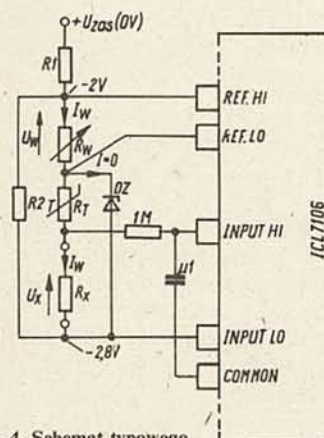 +Uzas(0V)
R1
-2V
IW
UW
RW
I=0
R2
T
RT
DZ
1M
IW
UX
RX
µ1
-2,8V
REF. HI
REF. LO
INPUT HI
INPUT LO
COMMON
ICL7106
4. Schemat typowego